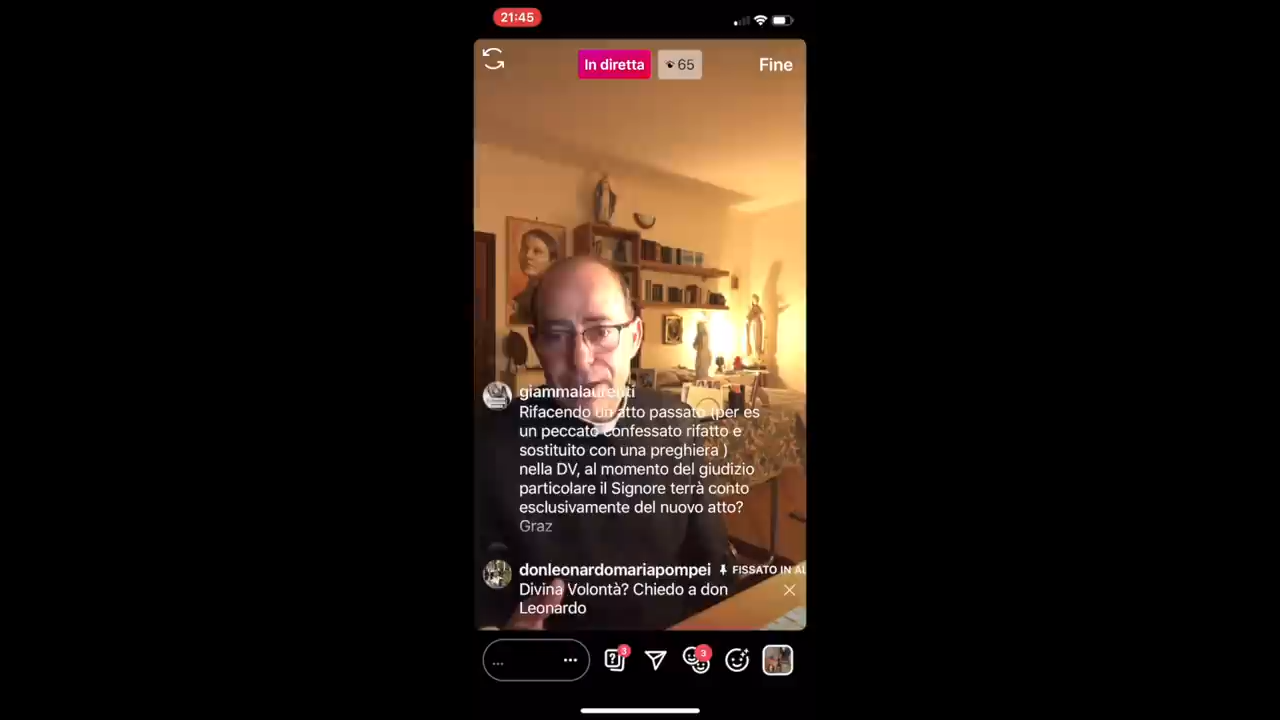 21:45
In diretta
65
Fine
giammalaurenti
Rifacendo un atto passato (per es
un peccato confessato rifatto e
sostituito con una preghiera )
nella DV, al momento del giudizio
particolare il Signore terrà conto
esclusivamente del nuovo atto?
Graz
donleonardomariapompei FISSATO IN AL
Divina Volontà? Chiedo a don
Leonardo
...
3
3